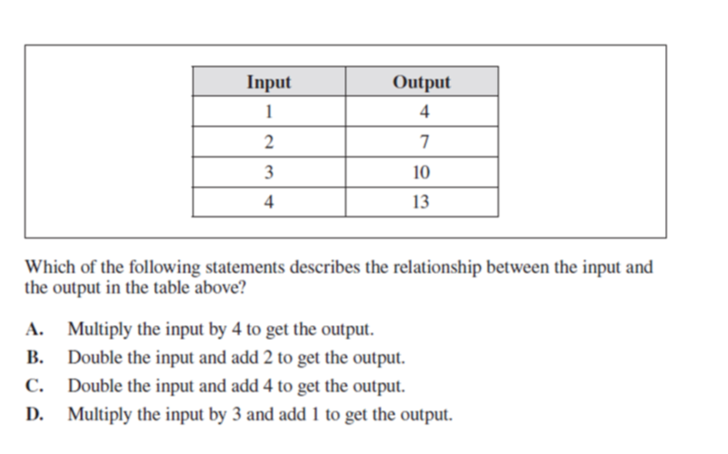 Input Output
1 4
2 7
3 10
4 13
Which of the following statements describes the relationship between the input and
the output in the table above?
A. Multiply the input by 4 to get the output.
B. Double the input and add 2 to get the output.
C. Double the input and add 4 to get the output.
D. Multiply the input by 3 and add 1 to get the output.